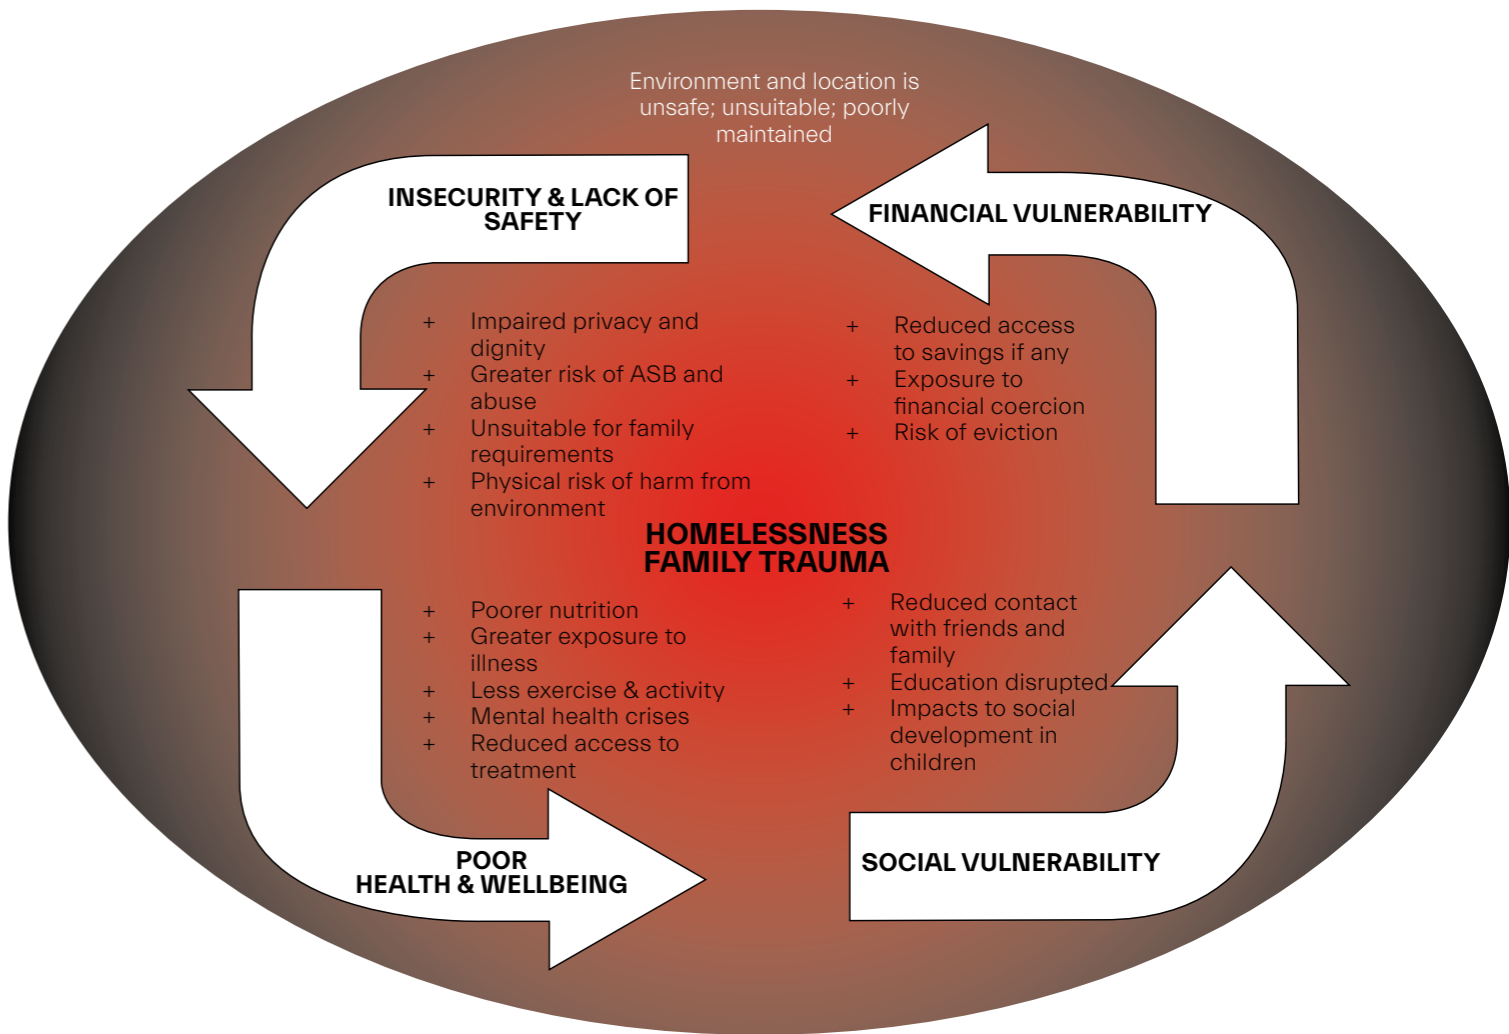 Environment and location is
unsafe; unsuitable; poorly
maintained
INSECURITY & LACK OF
SAFETY
+ Impaired privacy and
dignity
+ Greater risk of ASB and
abuse
+ Unsuitable for family
requirements
+ Physical risk of harm from
environment
FINANCIAL VULNERABILITY
+ Reduced access
to savings if any
+ Exposure to
financial coercion
+ Risk of eviction
HOMELESSNESS
FAMILY TRAUMA
+ Poorer nutrition
+ Greater exposure to
illness
+ Less exercise & activity
+ Mental health crises
+ Reduced access to
treatment
POOR
HEALTH & WELLBEING
+ Reduced contact
with friends and
family
+ Education disrupted
+ Impacts to social
development in
children
SOCIAL VULNERABILITY